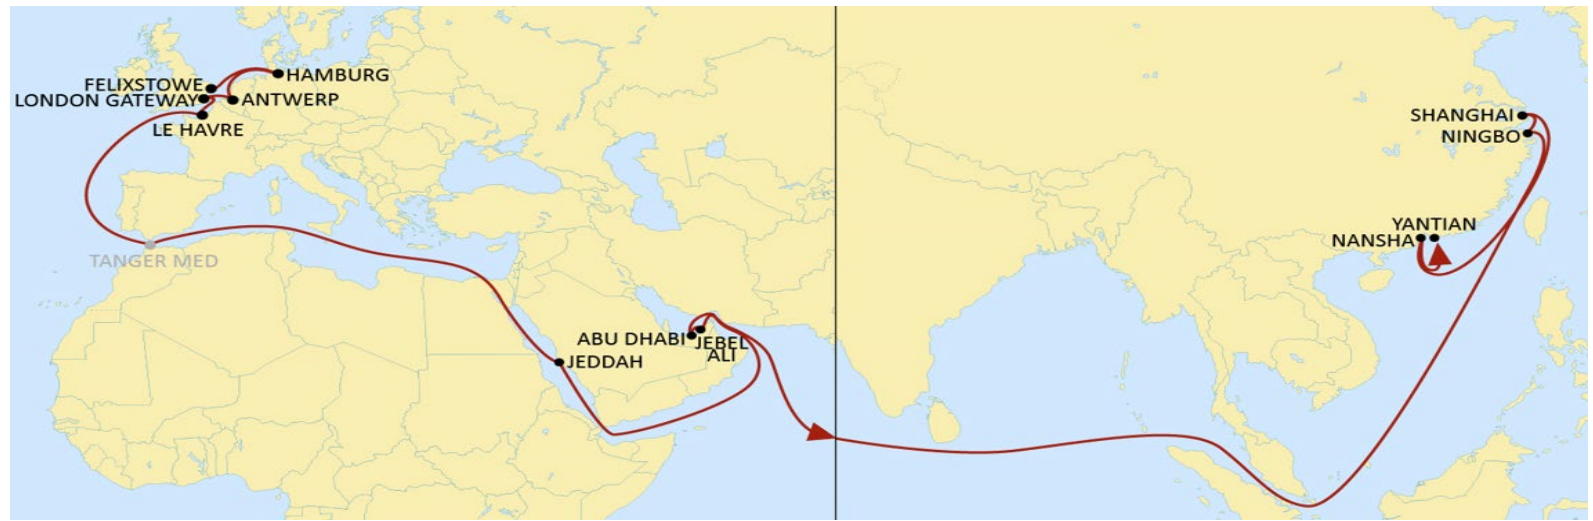 HAMBURG
FELIXSTOWE
LONDON GATEWAY
ANTWERP
LE HAVRE
TANGER MED
ABU DHABI
JEBEL
ALI
JEDDAH
SHANGHAI
NINGBO
YANTIAN
NANSHA